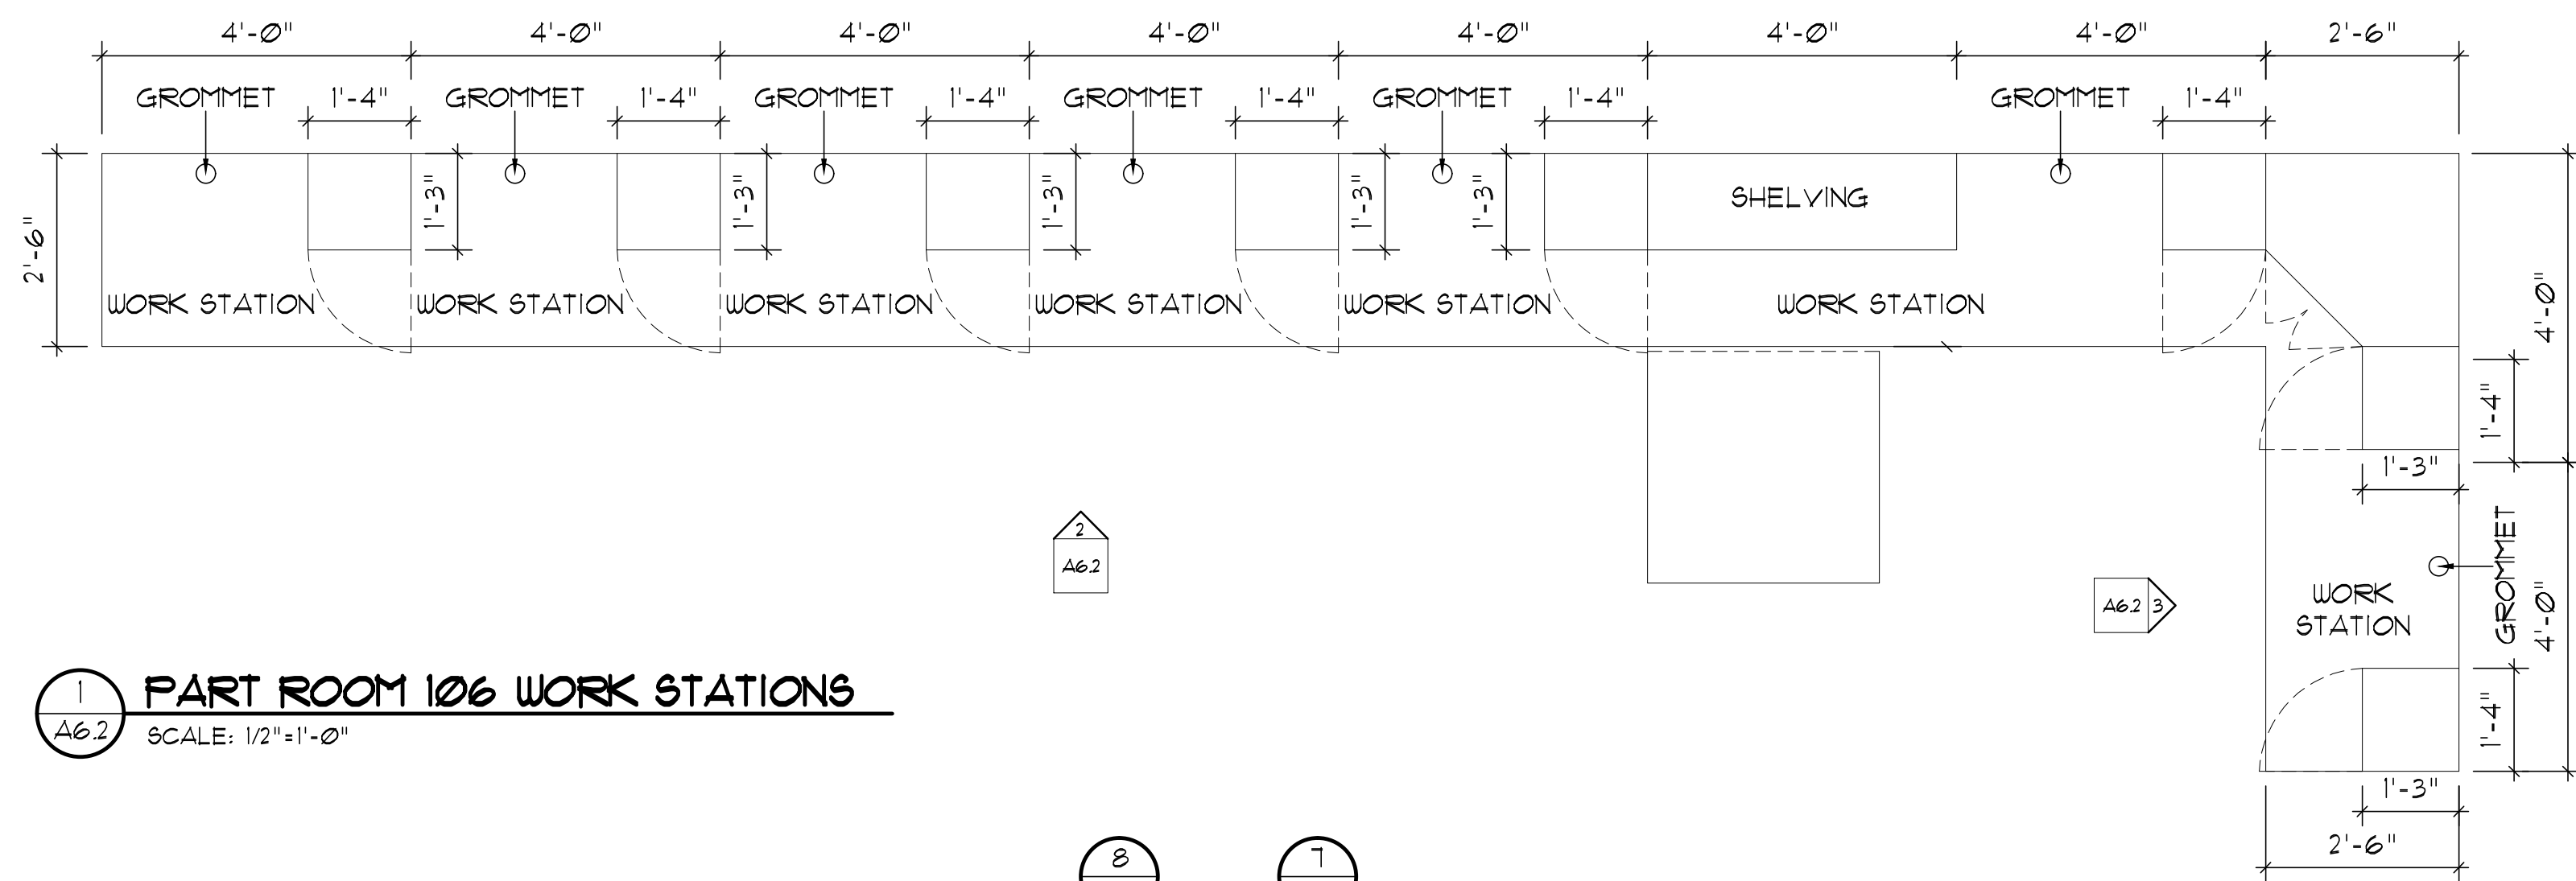 4'-0" 4'-0" 4'-0" 4'-0" 4'-0" 4'-0" 4'-0" 2'-6"
GROMMET 1'-4" GROMMET 1'-4" GROMMET 1'-4" GROMMET 1'-4" GROMMET 1'-4" GROMMET 1'-4"
2'-6" 1'-3" 1'-3" 1'-3" 1'-3" 1'-3" SHELVING 4'-0"
WORK STATION WORK STATION WORK STATION WORK STATION WORK STATION WORK STATION
1'-4"
1'-3"
2
A6.2
GROMMET
A6.2 3
WORK
STATION
4'-0"
1'-4"
1'-3"
2'-6"
1
A6.2
PART ROOM 106 WORK STATIONS
SCALE: 1/2"=1'-0"
8 7